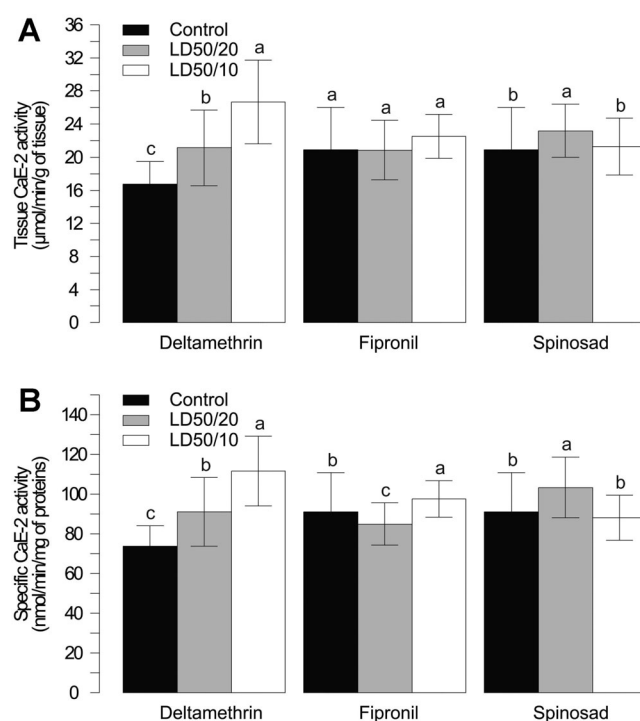 A
36
32
28
24
20
16
12
8
4
0
Tissue CaE-2 activity
(µmol/min/g of tissue)
Control
LD50/20
LD50/10
c
b
a
a
a
a
b
a
b
Deltamethrin
Fipronil
Spinosad
B
140
120
100
80
60
40
20
0
Specific CaE-2 activity
(nmol/min/mg of proteins)
Control
LD50/20
LD50/10
c
b
a
b
c
a
b
a
b
Deltamethrin
Fipronil
Spinosad